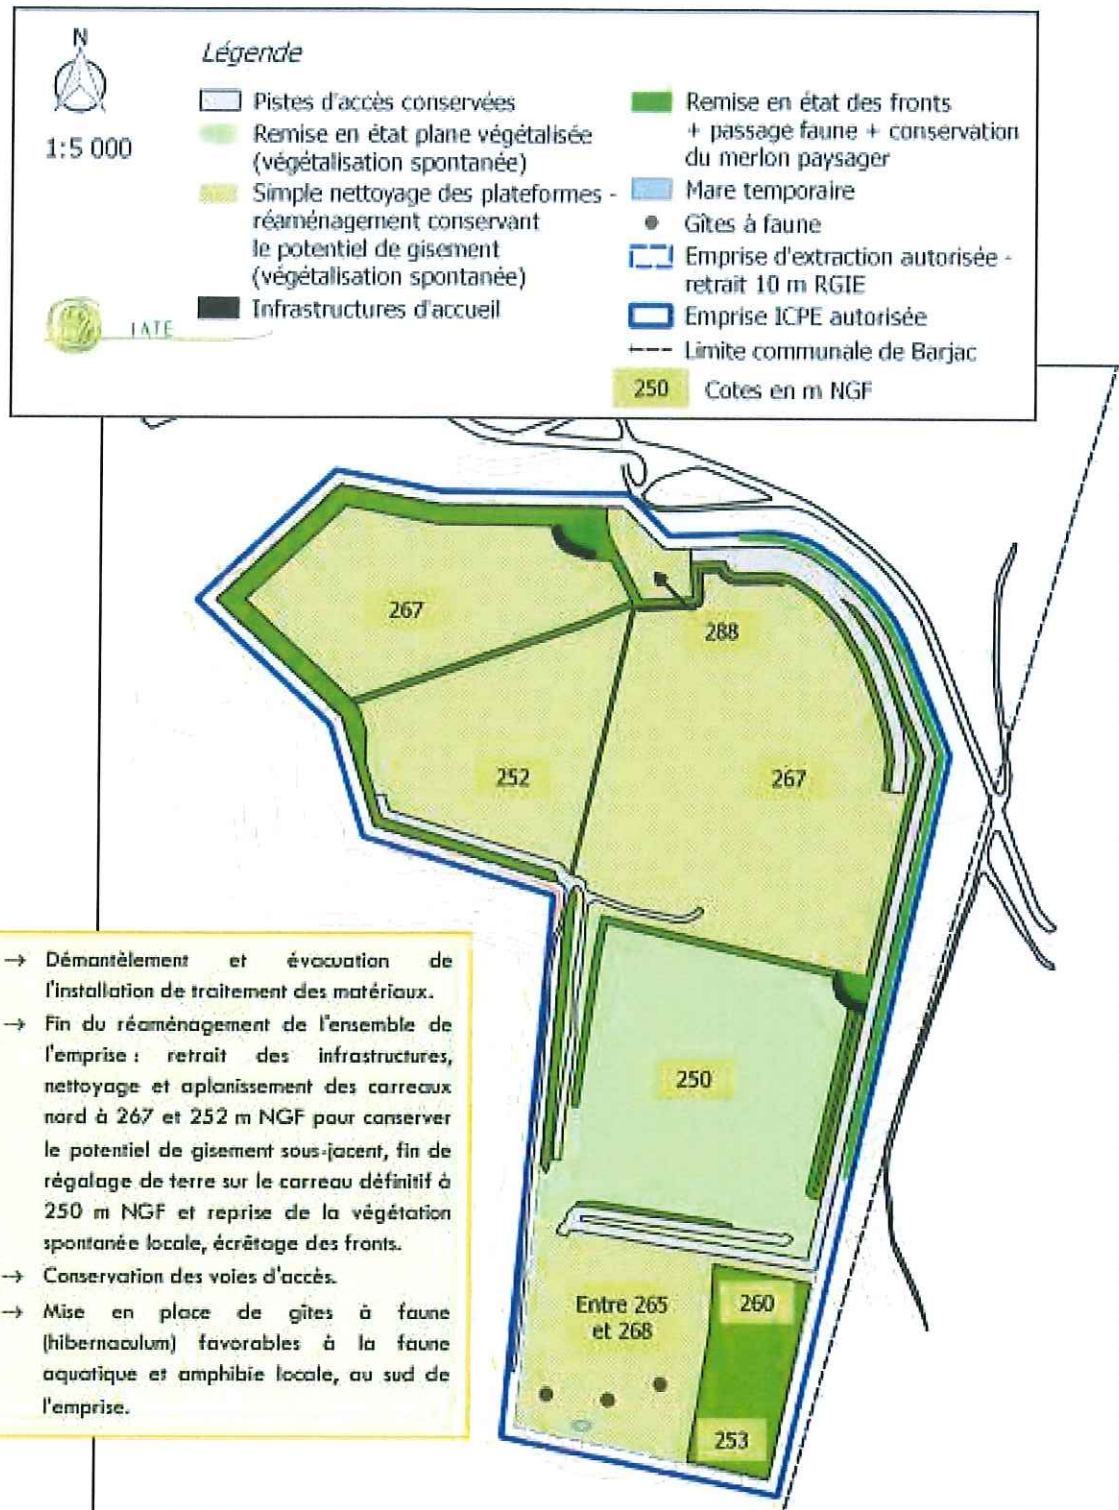 N
1:5 000
IATE
Légende
Pistes d'accès conservées
Remise en état plane végétalisée
(végétalisation spontanée)
Simple nettoyage des plateformes -
réaménagement conservant
le potentiel de gisement
(végétalisation spontanée)
Infrastructures d'accueil
Remise en état des fronts
+ passage faune + conservation
du merlon paysager
Mare temporaire
Gîtes à faune
Emprise d'extraction autorisée -
retrait 10 m RGIE
Emprise ICPE autorisée
Limite communale de Barjac
250 Cotes en m NGF
267
288
252
267
250
Entre 265
et 268
260
253
→ Démantèlement et évacuation de
l'installation de traitement des matériaux.
→ Fin du réaménagement de l'ensemble de
l'emprise : retrait des infrastructures,
nettoyage et aplanissement des carreaux
nord à 267 et 252 m NGF pour conserver
le potentiel de gisement sous-jacent, fin de
régalage de terre sur le carreau définitif à
250 m NGF et reprise de la végétation
spontanée locale, écrêtage des fronts.
→ Conservation des voies d'accès.
→ Mise en place de gîtes à faune
(hibernaculum) favorables à la faune
aquatique et amphibie locale, au sud de
l'emprise.